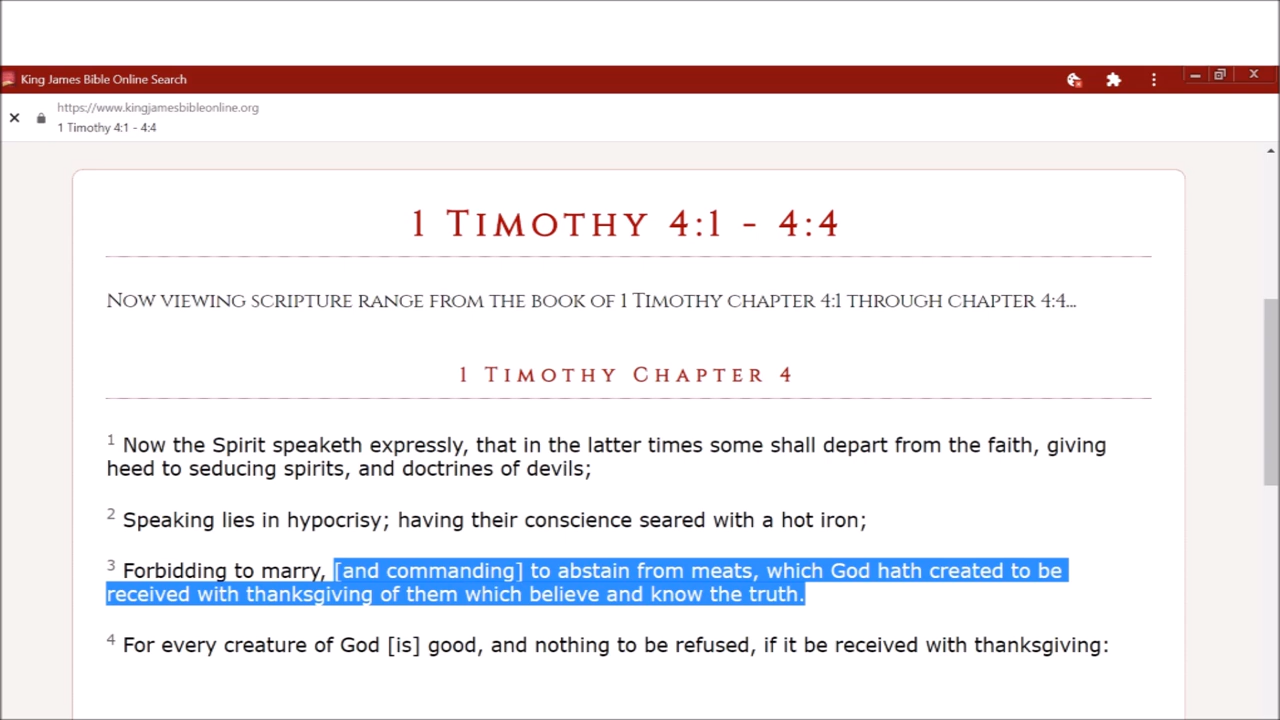 King James Bible Online Search
https://www.kingjamesbibleonline.org
1 Timothy 4:1 - 4:4
1 Timothy 4:1 - 4:4
Now viewing scripture range from the book of 1 Timothy chapter 4:1 through chapter 4:4...
1 Timothy Chapter 4
1 Now the Spirit speaketh expressly, that in the latter times some shall depart from the faith, giving
heed to seducing spirits, and doctrines of devils;
2 Speaking lies in hypocrisy; having their conscience seared with a hot iron;
3 Forbidding to marry, [and commanding] to abstain from meats, which God hath created to be
received with thanksgiving of them which believe and know the truth.
4 For every creature of God [is] good, and nothing to be refused, if it be received with thanksgiving: